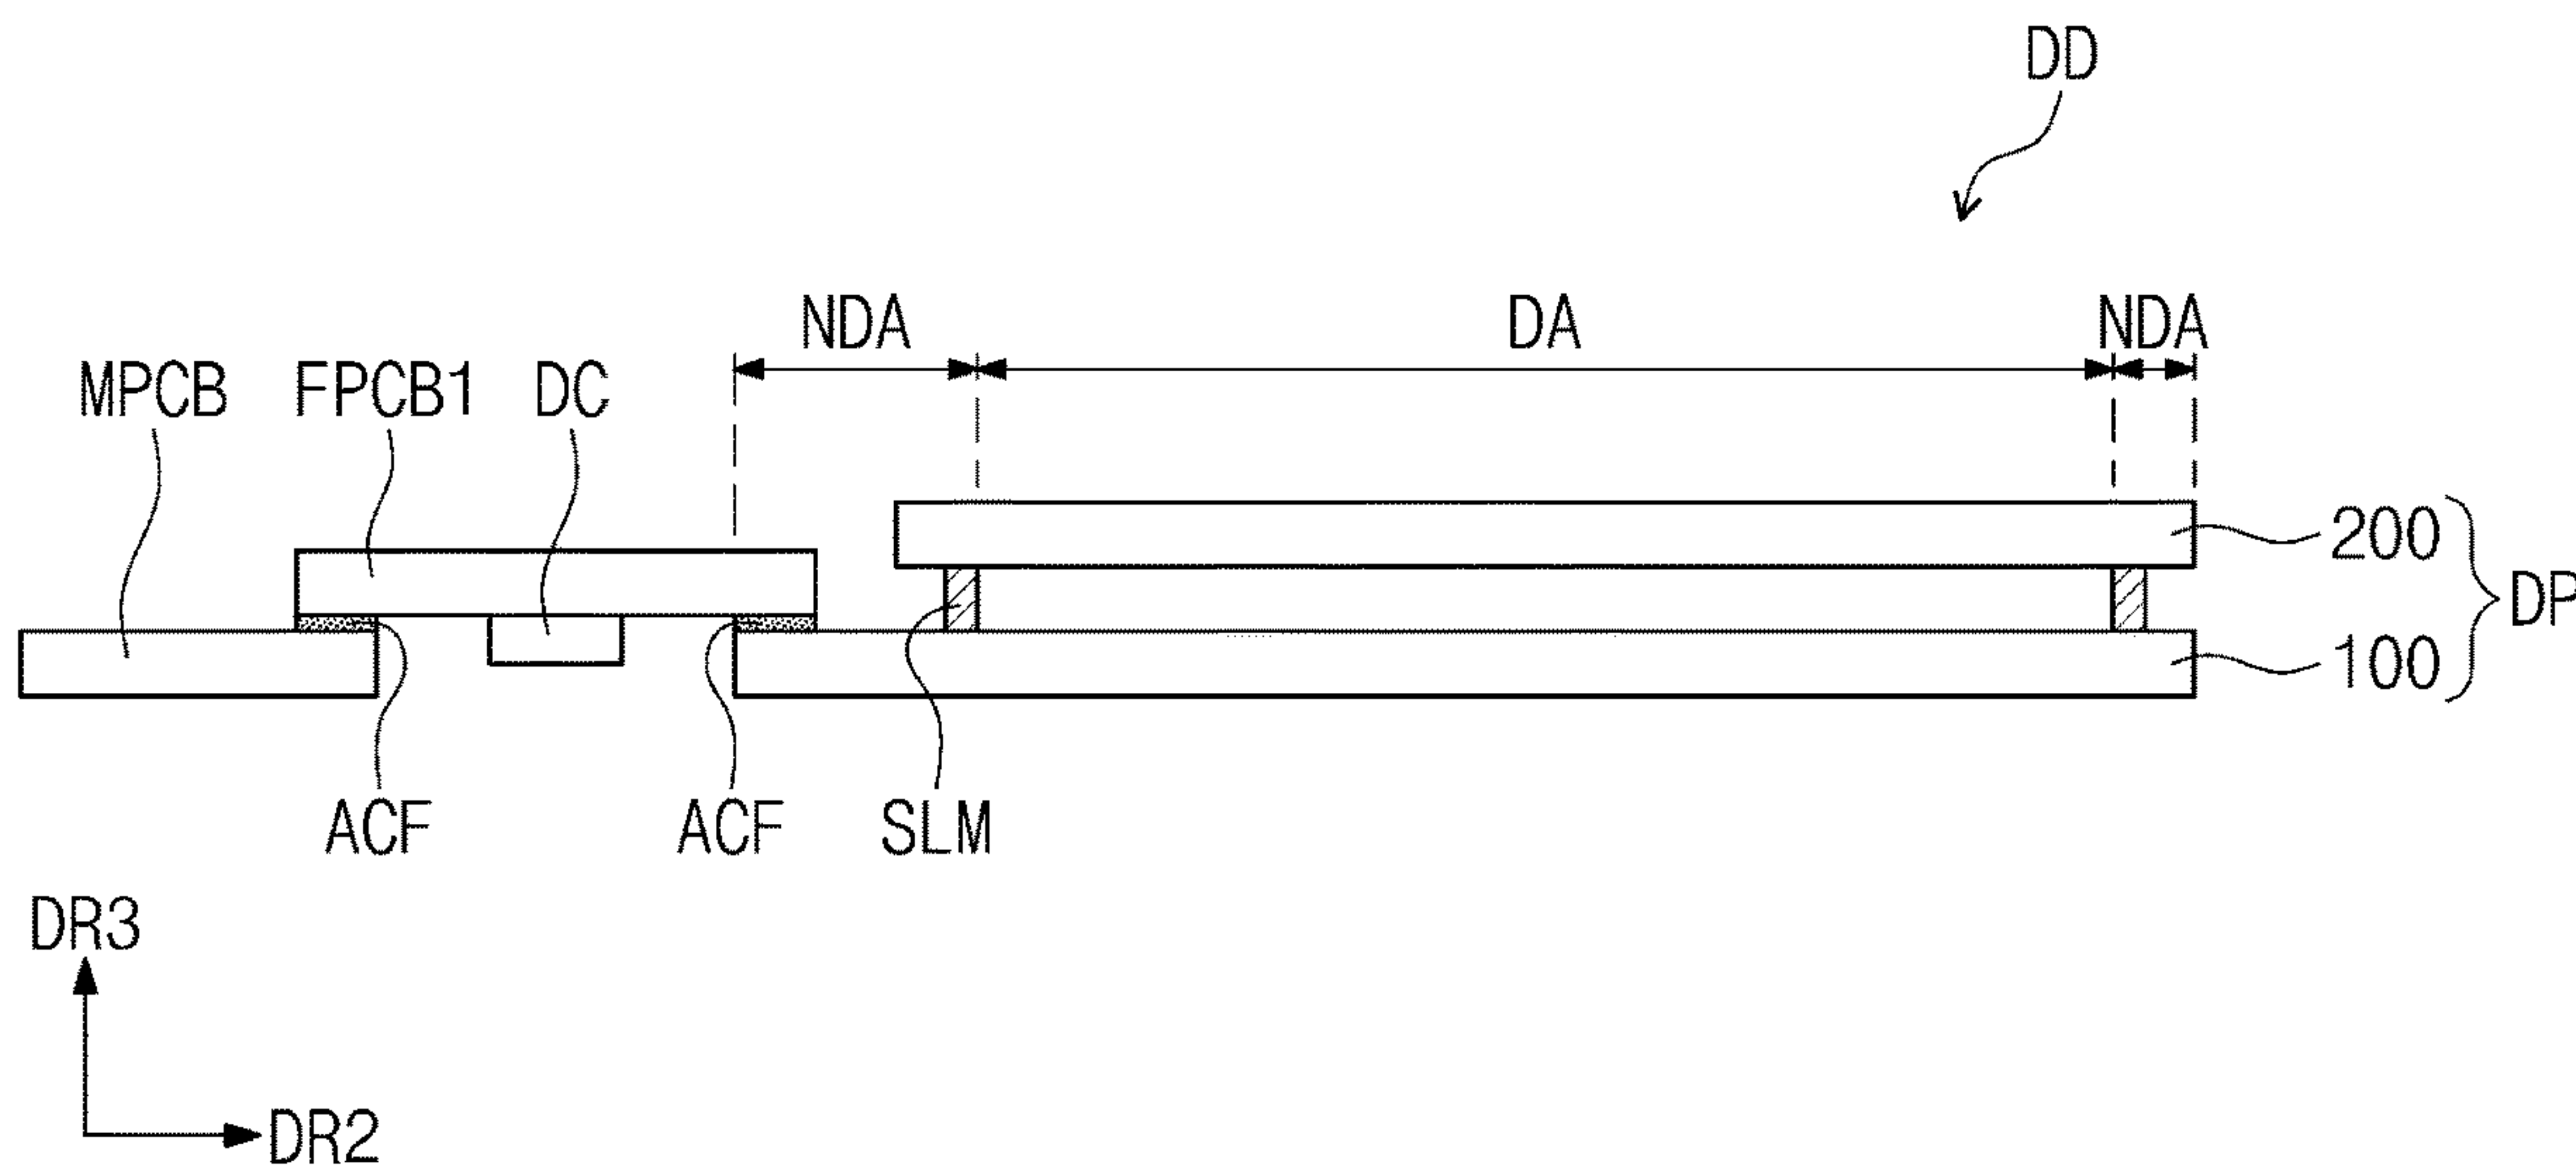 DD
NDA DA NDA
MPCB FPCB1 DC
200
DP
100
ACF ACF SLM
DR3
DR2